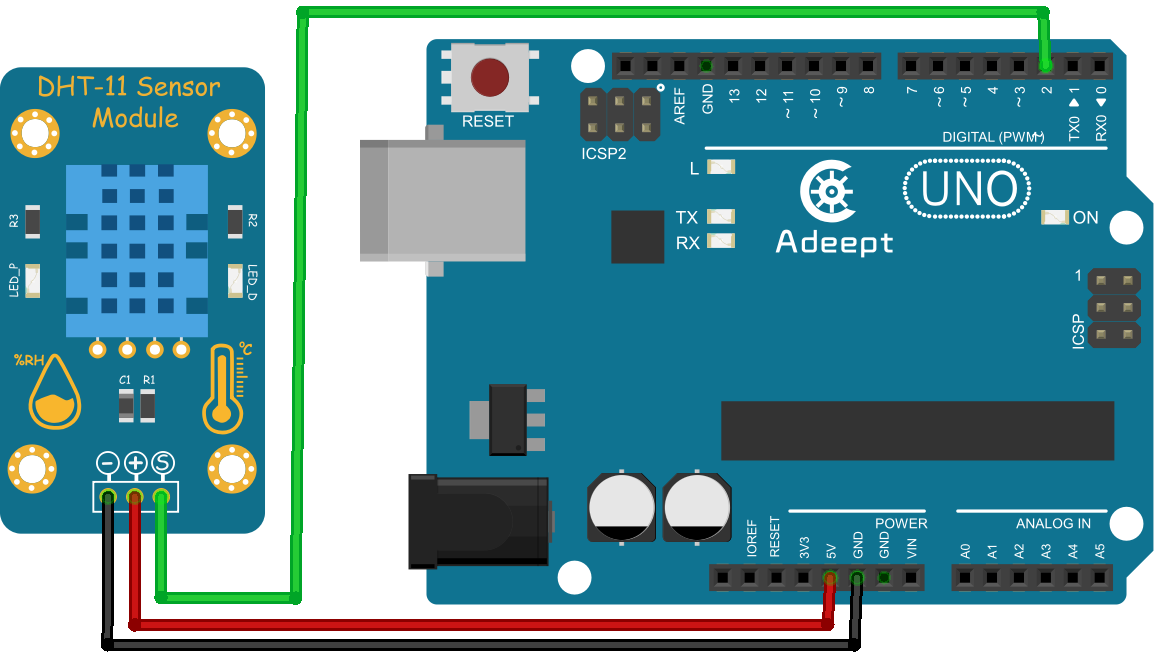 DHT-11 Sensor
Module
R3
R2
LED_P
LED_D
%RH
°C
C1 R1
- + S
RESET
ICSP2
AREF
GND
13
12
~11
~10
~9
8
7
~6
~5
4
~3
2
TX0 ▶1
RX0 ◀0
DIGITAL (PWM~)
L
TX
RX
Adeept
UNO
ON
1
ICSP
POWER
ANALOG IN
IOREF
RESET
3V3
5V
GND
GND
VIN
A0
A1
A2
A3
A4
A5